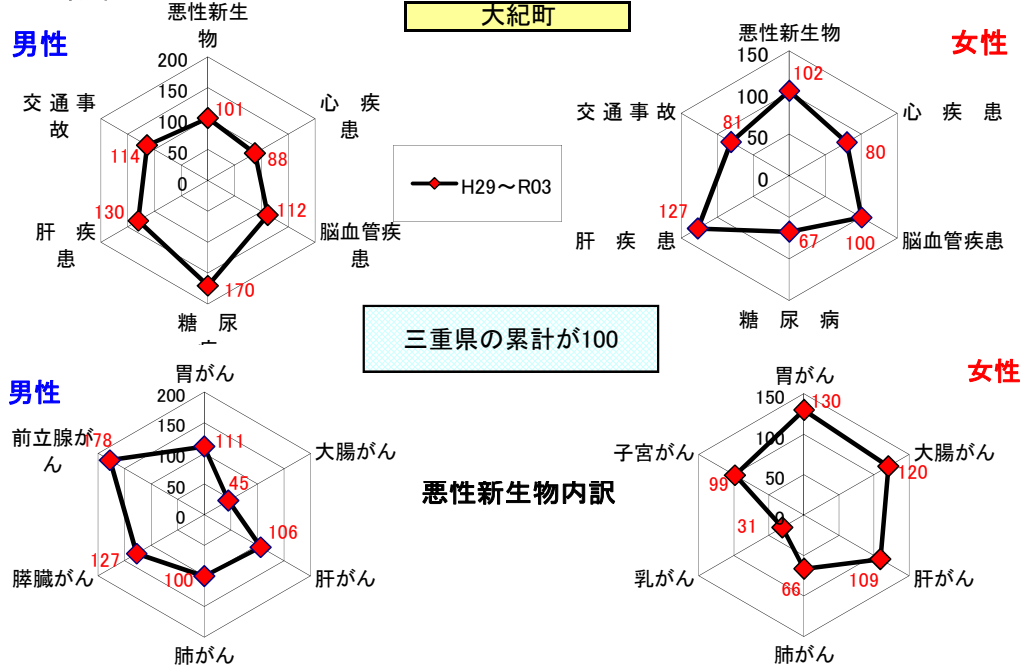 大紀町
男性
悪性新生
物
200
150
100
50
0
101
心 疾
患
88
112
脳血管疾
患
170
糖 尿
肝 疾
患
130
交 通 事
故
114
H29～R03
女性
悪性新生物
150
100
50
0
102
心 疾 患
80
100
脳血管疾患
67
糖 尿 病
肝 疾 患
127
交 通 事 故
81
三重県の累計が100
男性
胃がん
200
150
100
50
0
111
大腸がん
45
106
肝がん
100
肺がん
膵臓がん
127
前立腺が
ん
178
悪性新生物内訳
女性
胃がん
150
100
50
0
130
大腸がん
120
109
肝がん
66
肺がん
乳がん
31
子宮がん
99